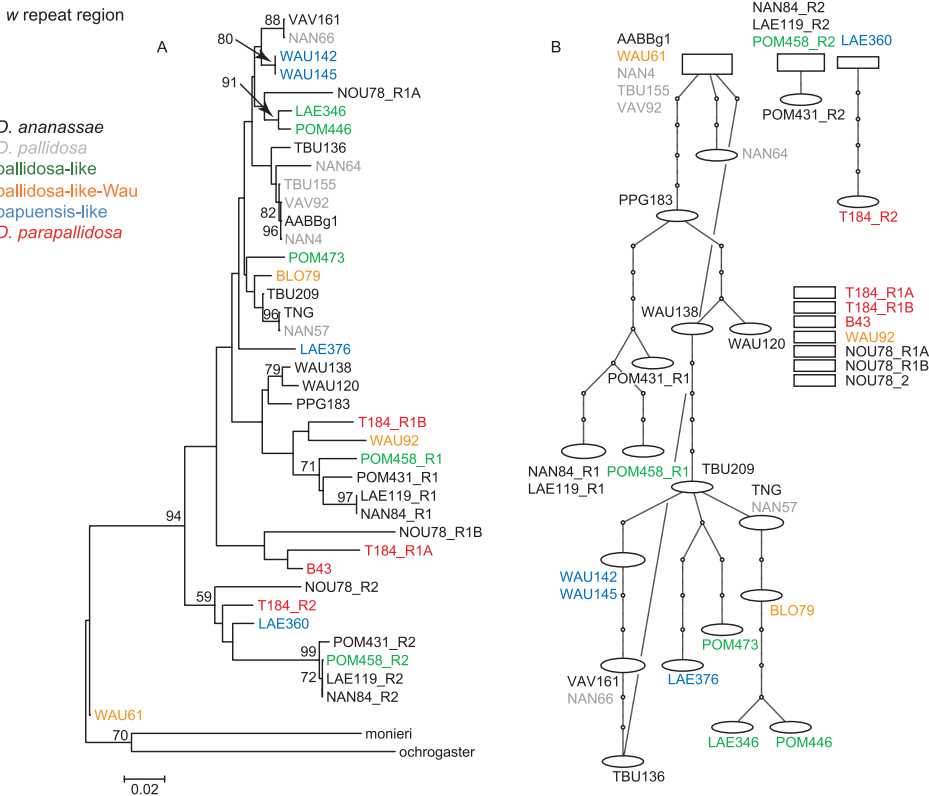 w repeat region
D. ananassae
D. pallidosa
pallidosa-like
pallidosa-like-Wau
papuensis-like
D. parapallidosa
A
88
VAV161
NAN66
80
WAU142
WAU145
91
NOU78_R1A
LAE346
POM446
TBU136
NAN64
TBU155
VAV92
82
AABBg1
96
NAN4
POM473
BLO79
TBU209
96
TNG
NAN57
LAE376
79
WAU138
WAU120
PPG183
T184_R1B
WAU92
71
POM458_R1
POM431_R1
97
LAE119_R1
NAN84_R1
94
NOU78_R1B
T184_R1A
B43
59
NOU78_R2
T184_R2
LAE360
99
POM431_R2
POM458_R2
72
LAE119_R2
NAN84_R2
WAU61
70
monieri
ochrogaster
0.02
B
AABBg1
WAU61
NAN4
TBU155
VAV92
NAN84_R2
LAE119_R2
POM458_R2
LAE360
POM431_R2
NAN64
PPG183
T184_R2
WAU138
WAU120
POM431_R1
T184_R1A
T184_R1B
B43
WAU92
NOU78_R1A
NOU78_R1B
NOU78_2
NAN84_R1
LAE119_R1
POM458_R1
TBU209
TNG
NAN57
WAU142
WAU145
BLO79
POM473
LAE376
VAV161
NAN66
LAE346
POM446
TBU136